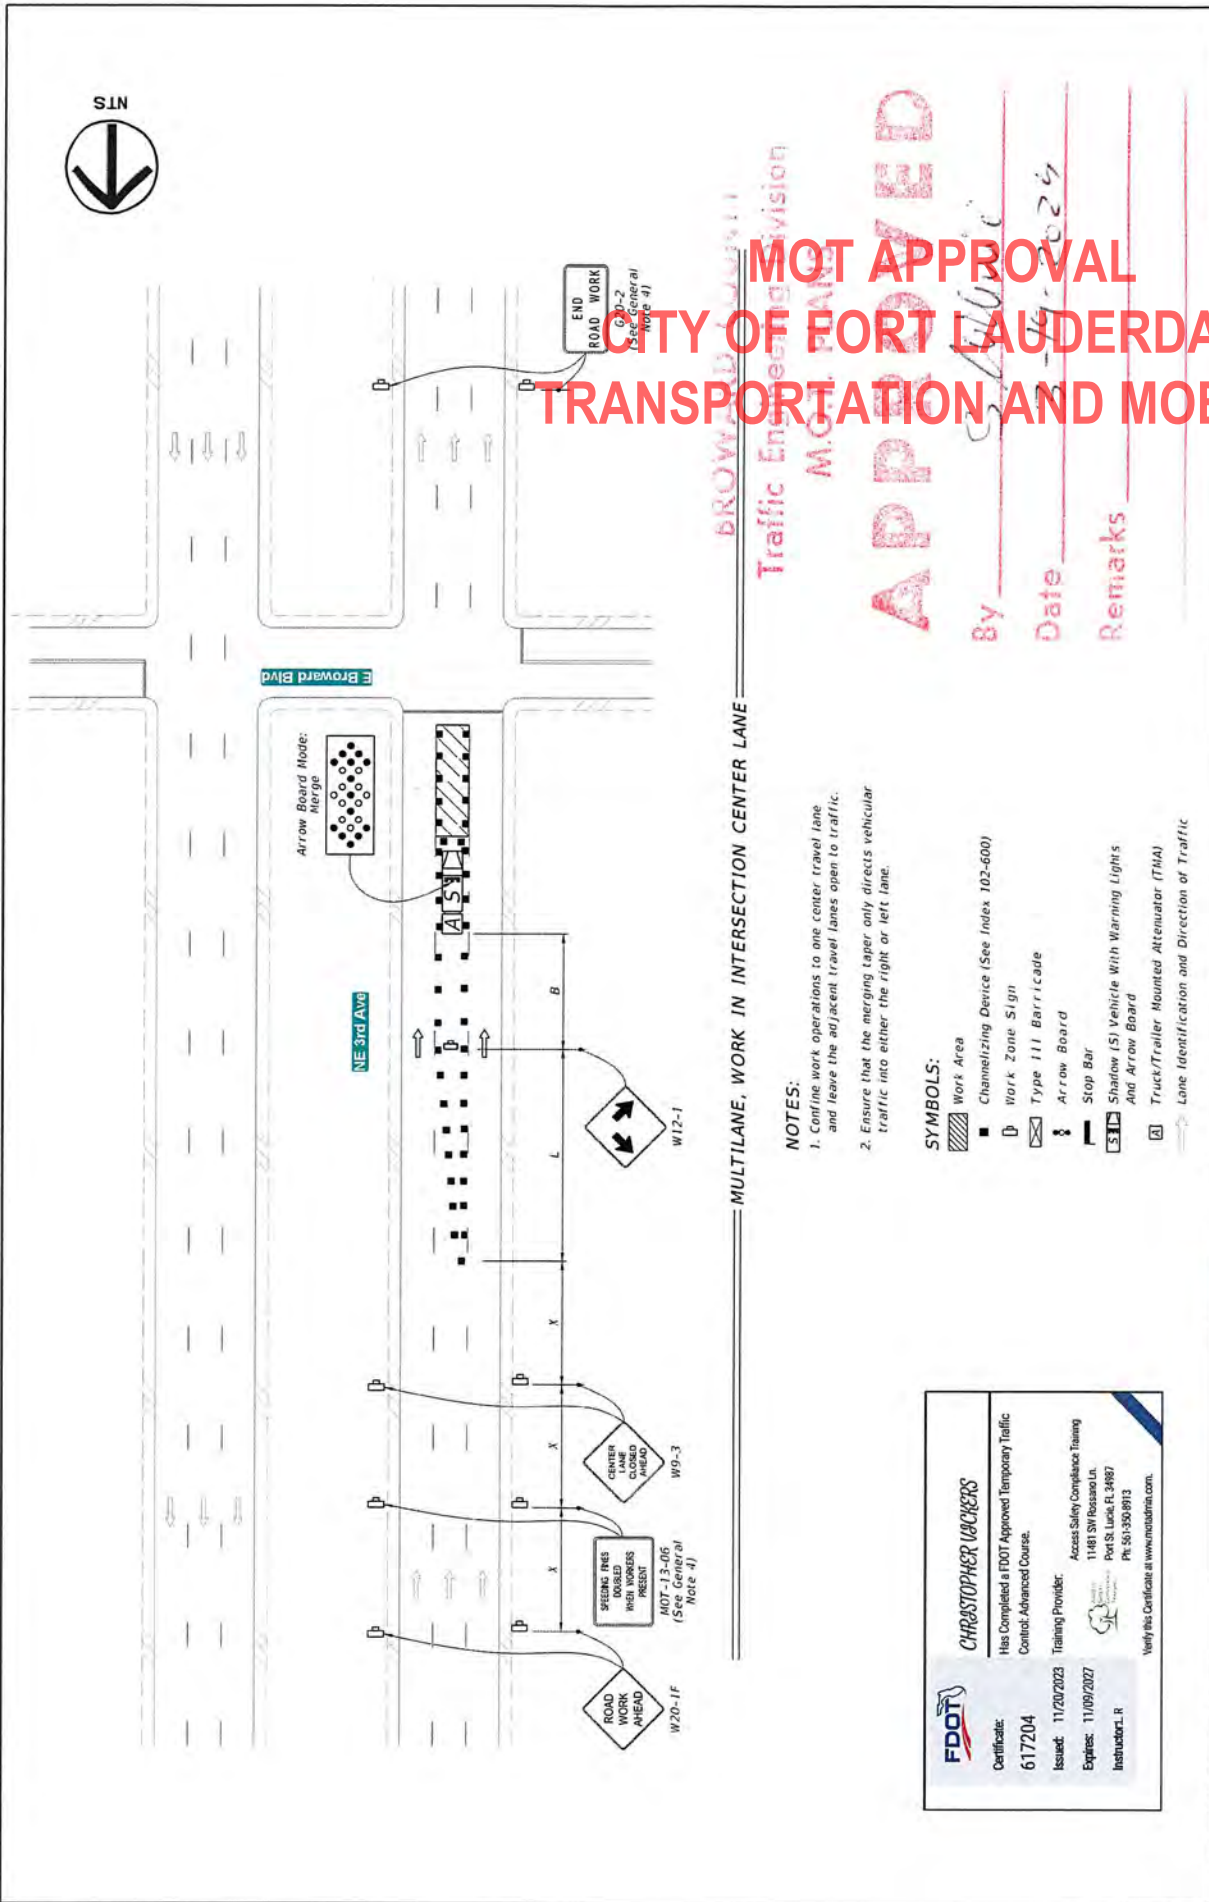 NTS
END
ROAD WORK
G20-2
(See General
Note 4)
E Broward Blvd
Arrow Board Mode:
Merge
NE 3rd Ave
A
S
B
L
X
X
X
W12-1
CENTER
LANE
CLOSED
AHEAD
W9-3
SPEEDING FINES
DOUBLED
WHEN WORKERS
PRESENT
MOT-13-06
(See General
Note 4)
ROAD
WORK
AHEAD
W20-1F
MULTILANE, WORK IN INTERSECTION CENTER LANE
NOTES:
1. Confine work operations to one center travel lane
and leave the adjacent travel lanes open to traffic.
2. Ensure that the merging taper only directs vehicular
traffic into either the right or left lane.
SYMBOLS:
Work Area
Channelizing Device (See Index 102-600)
Work Zone Sign
Type III Barricade
Arrow Board
Stop Bar
S
Shadow (S) Vehicle With Warning Lights
And Arrow Board
A
Truck/Trailer Mounted Attenuator (TMA)
Lane Identification and Direction of Traffic
BROWARD COUNTY
Traffic Engineering Division
M.O.T. PLANS
APPROVED
By
Date 3-19-2024
Remarks
MOT APPROVAL
CITY OF FORT LAUDERDA
TRANSPORTATION AND MOB
FDOT
Certificate:
617204
Issued: 11/20/2023
Expires: 11/09/2027
Instructor: L. R
CHRASTOPHER VACKERS
Has Completed a FDOT Approved Temporary Traffic
Control: Advanced Course.
Training Provider:
Access Safety Compliance Training
11481 SW Rossano Ln.
Port St. Lucie, FL 34987
Ph: 561-350-8913
Verify this Certificate at www.motadmin.com.